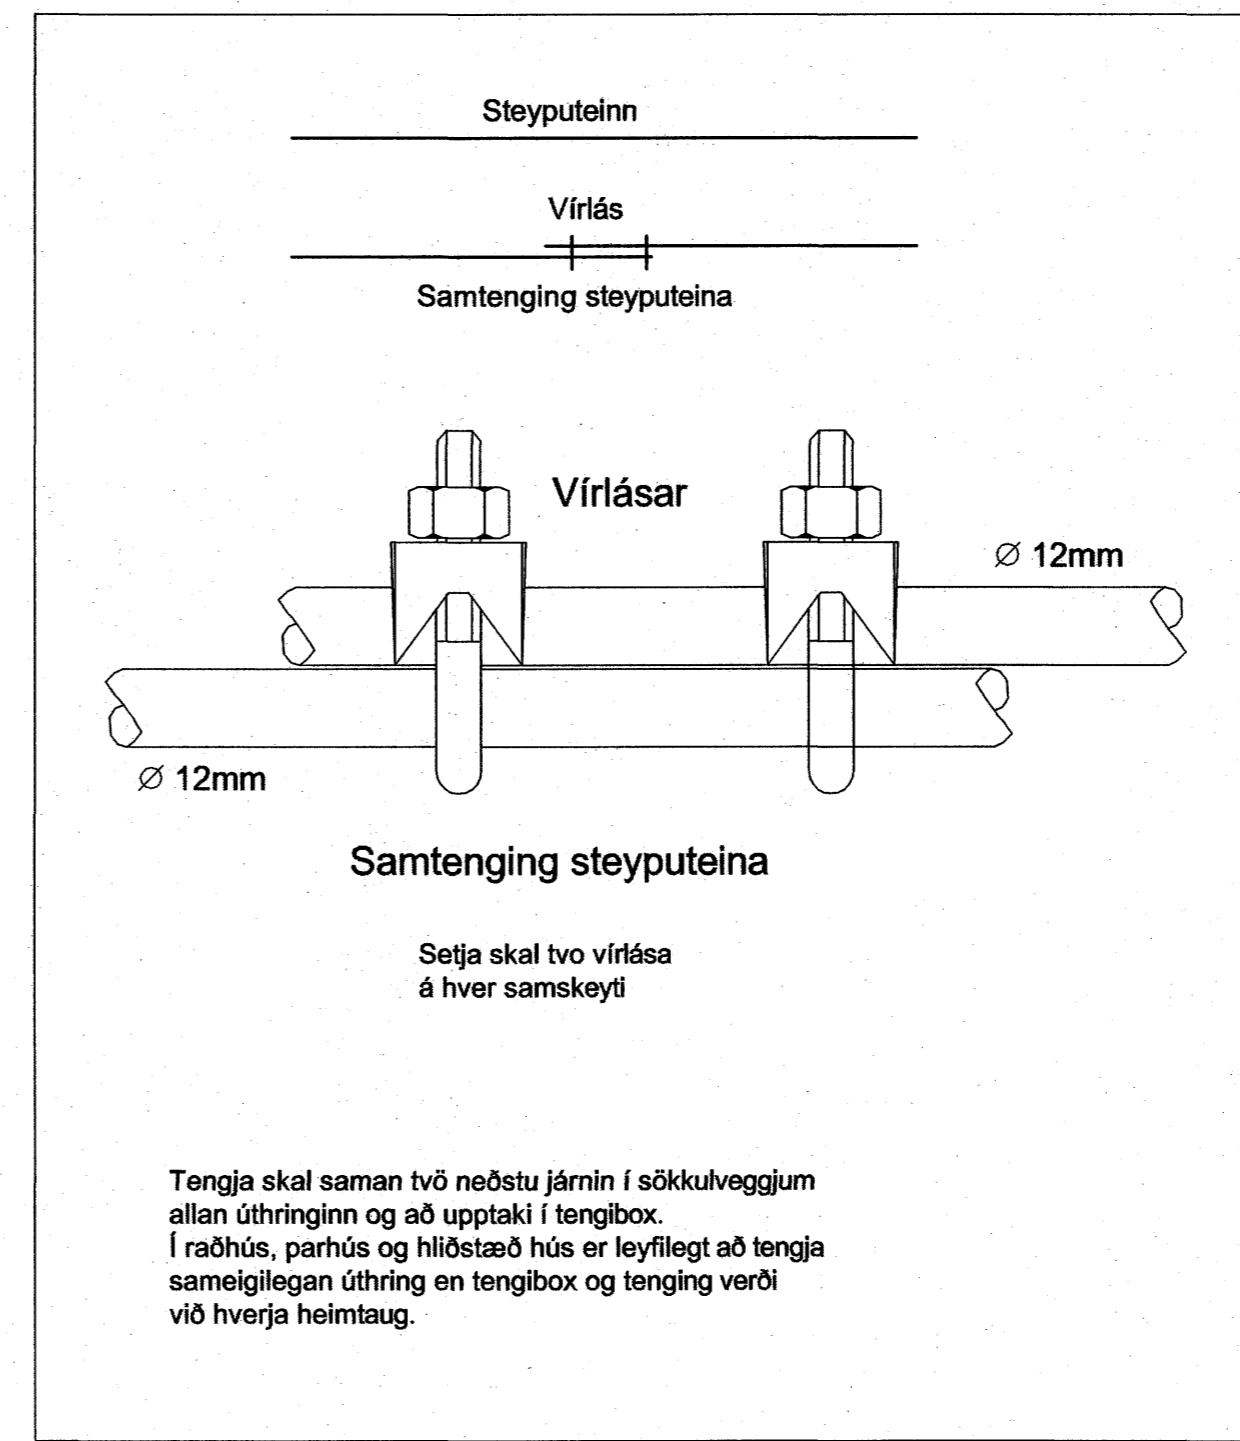 Steyputeinn
Vírlás
Samtenging steyputeina
Vírlásar
∅ 12mm
∅ 12mm
Samtenging steyputeina
Setja skal tvo vírlása
á hver samskeyti
Tengja skal saman tvö neðstu járnin í sökkulveggjum
allan úthringinn og að upptaki í tengibox.
Í raðhús, parhús og hliðstæð hús er leyfilegt að tengja
sameigilegan úthring en tengibox og tenging verði
við hverja heimtaug.